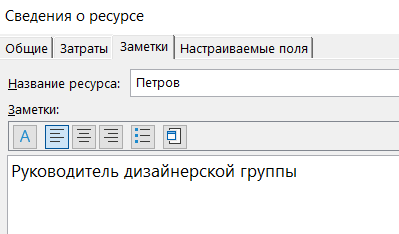 Сведения о ресурсе
Общие Затраты Заметки Настраиваемые поля
Название ресурса: Петров
Заметки:
A
Руководитель дизайнерской группы